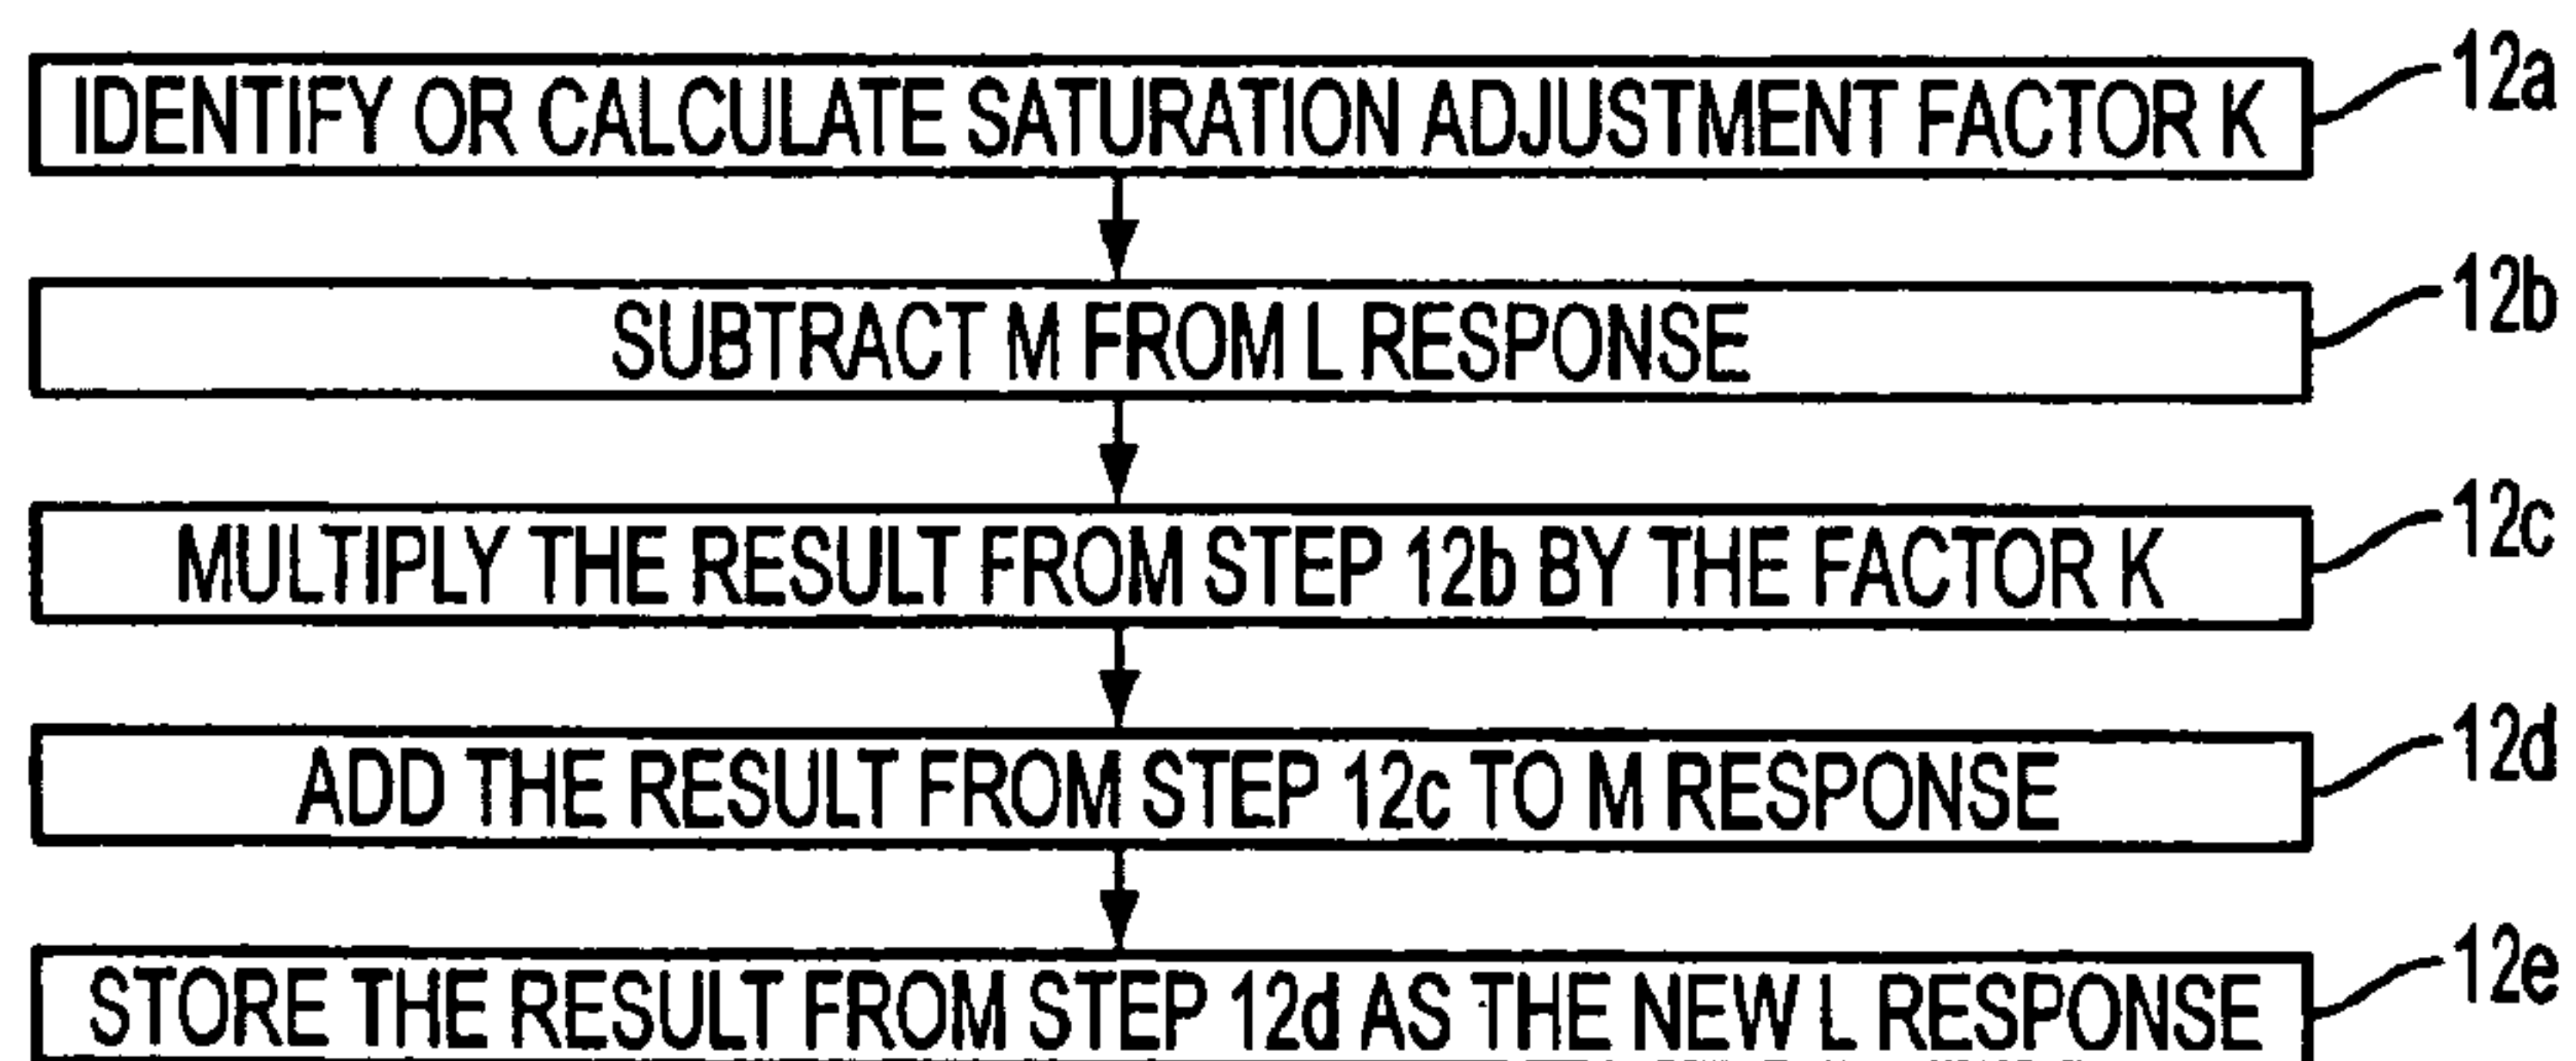 IDENTIFY OR CALCULATE SATURATION ADJUSTMENT FACTOR K
12a
SUBTRACT M FROM L RESPONSE
12b
MULTIPLY THE RESULT FROM STEP 12b BY THE FACTOR K
12c
ADD THE RESULT FROM STEP 12c TO M RESPONSE
12d
STORE THE RESULT FROM STEP 12d AS THE NEW L RESPONSE
12e